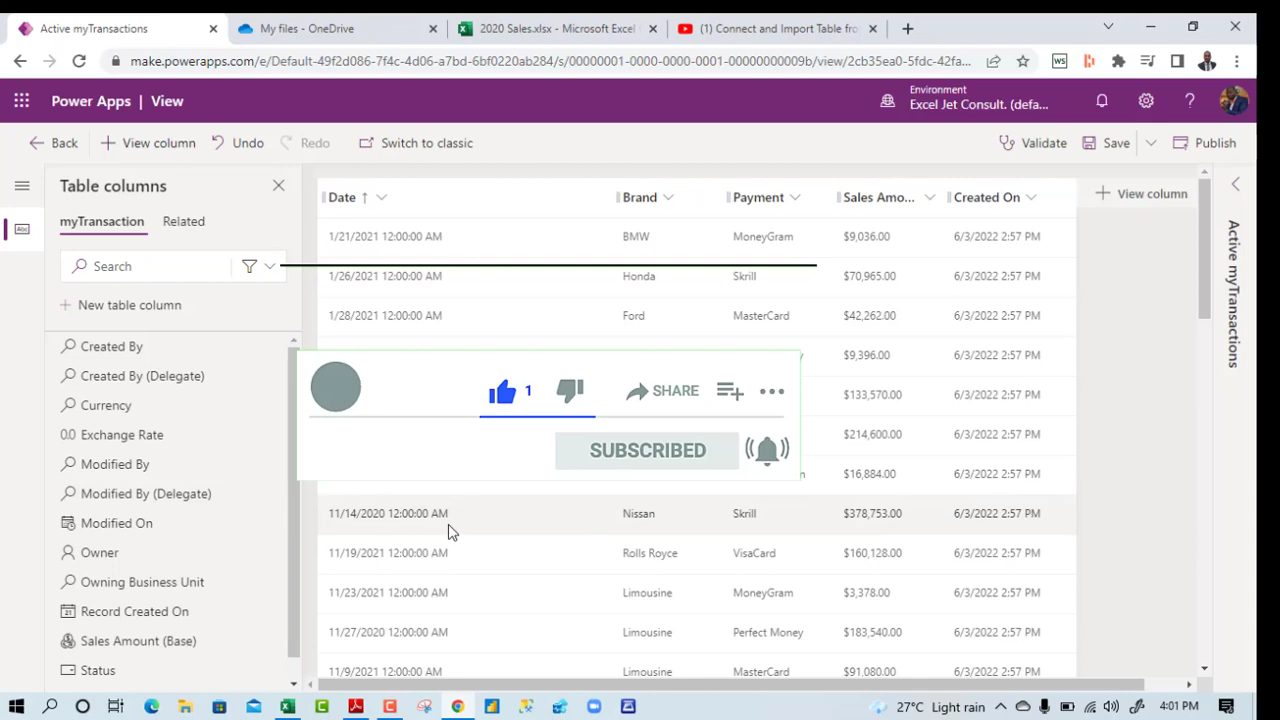 Active myTransactions
My files - OneDrive
2020 Sales.xlsx - Microsoft Excel
(1) Connect and Import Table fro
make.powerapps.com/e/Default-49f2d006-7f4c-4d06-a7bd-6bf0280ab284/s/00000001-0000-0000-0001-00000000009b/view/2cb35ea0-5fdc-42fa...
Power Apps | View
Environment
Excel Jet Consult. (defa...
Back
View column
Undo
Redo
Switch to classic
Validate
Save
Publish
Table columns
myTransaction
Related
Search
New table column
Created By
Created By (Delegate)
Currency
Exchange Rate
Modified By
Modified By (Delegate)
Modified On
Owner
Owning Business Unit
Record Created On
Sales Amount (Base)
Status
Date Brand Payment Sales Amo... Created On
View column
1/21/2021 12:00:00 AM BMW MoneyGram $9,036.00 6/3/2022 2:57 PM
1/26/2021 12:00:00 AM Honda Skrill $70,965.00 6/3/2022 2:57 PM
1/28/2021 12:00:00 AM Ford MasterCard $42,262.00 6/3/2022 2:57 PM
$9,396.00 6/3/2022 2:57 PM
$133,570.00 6/3/2022 2:57 PM
$214,600.00 6/3/2022 2:57 PM
$16,884.00 6/3/2022 2:57 PM
1
SHARE
SUBSCRIBED
11/14/2020 12:00:00 AM Nissan Skrill $378,753.00 6/3/2022 2:57 PM
11/19/2021 12:00:00 AM Rolls Royce VisaCard $160,128.00 6/3/2022 2:57 PM
11/23/2021 12:00:00 AM Limousine MoneyGram $3,378.00 6/3/2022 2:57 PM
11/27/2020 12:00:00 AM Limousine Perfect Money $183,540.00 6/3/2022 2:57 PM
11/9/2021 12:00:00 AM Limousine MasterCard $91,080.00 6/3/2022 2:57 PM
Active myTransactions
27°C Light rain
4:01 PM